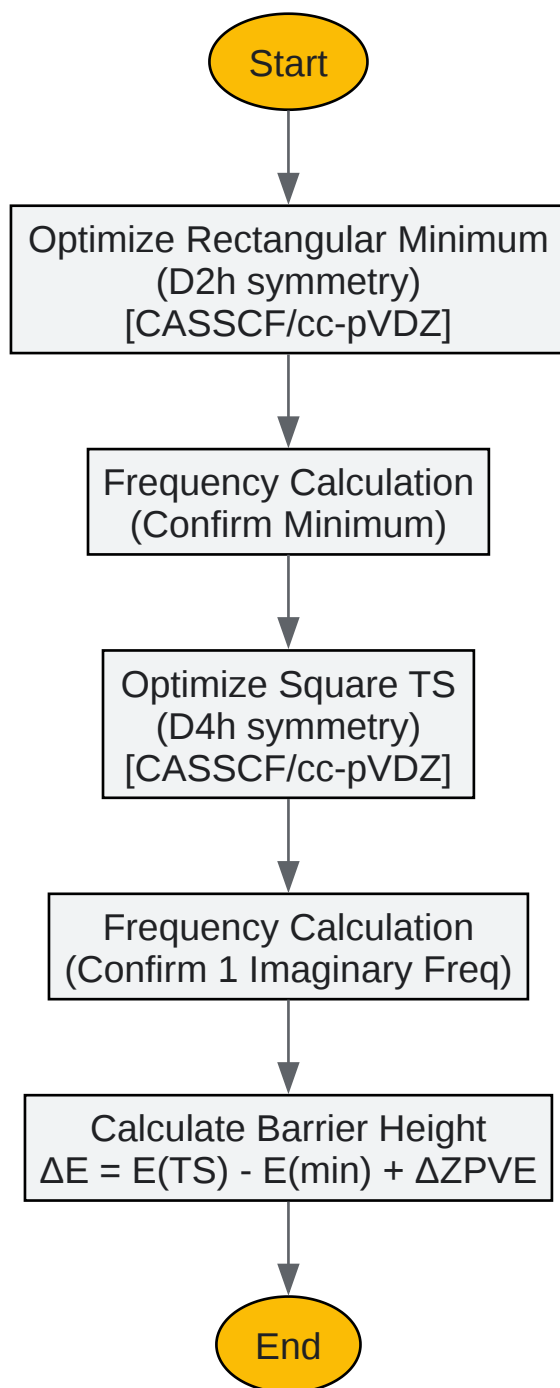 Start
Optimize Rectangular Minimum
(D2h symmetry)
[CASSCF/cc-pVDZ]
Frequency Calculation
(Confirm Minimum)
Optimize Square TS
(D4h symmetry)
[CASSCF/cc-pVDZ]
Frequency Calculation
(Confirm 1 Imaginary Freq)
Calculate Barrier Height
ΔE = E(TS) - E(min) + ΔZPVE
End